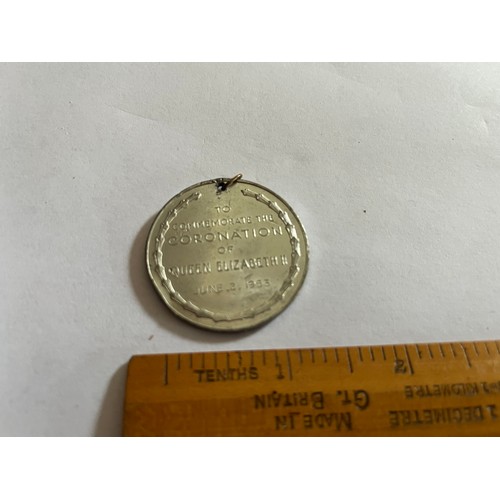 TO
COMMEMORATE THE
CORONATION
OF
QUEEN ELIZABETH II
JUNE 2, 1953
TENTHS 1 2
MADE IN GT. BRITAIN
1 DECIMETRE
KILOMETRE